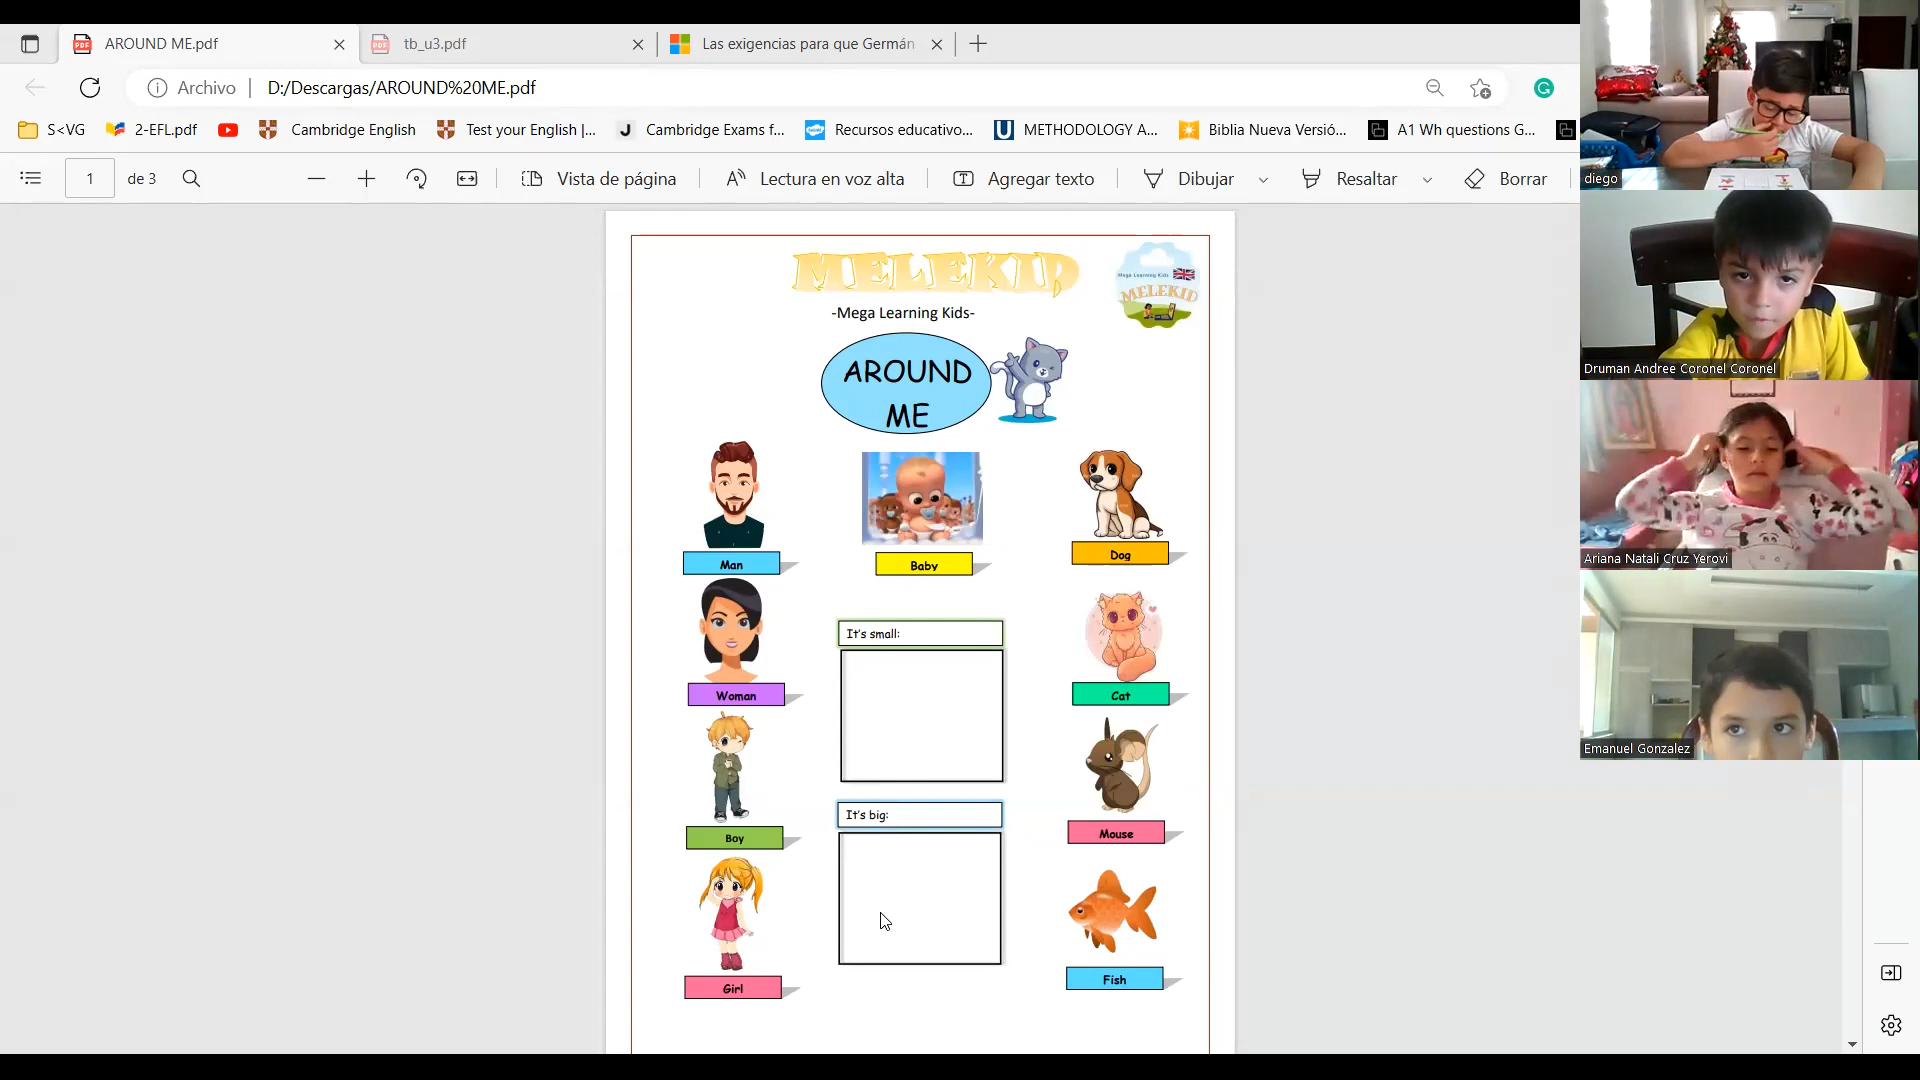 AROUND ME.pdf
tb_u3.pdf
Las exigencias para que Germán
Archivo
D:/Descargas/AROUND%20ME.pdf
S<VG
2-EFL.pdf
Cambridge English
Test your English |...
Cambridge Exams f...
Recursos educativo...
METHODOLOGY A...
Biblia Nueva Versió...
A1 Wh questions G...
1
de 3
Vista de página
Lectura en voz alta
Agregar texto
Dibujar
Resaltar
Borrar
MELEKID
-Mega Learning Kids-
Mega Learning Kids
MELEKID
AROUND
ME
Man
Baby
Dog
Woman
It's small:
Cat
Boy
It's big:
Mouse
Girl
Fish
diego
Druman Andree Coronel Coronel
Ariana Natali Cruz Yerovi
Emanuel Gonzalez